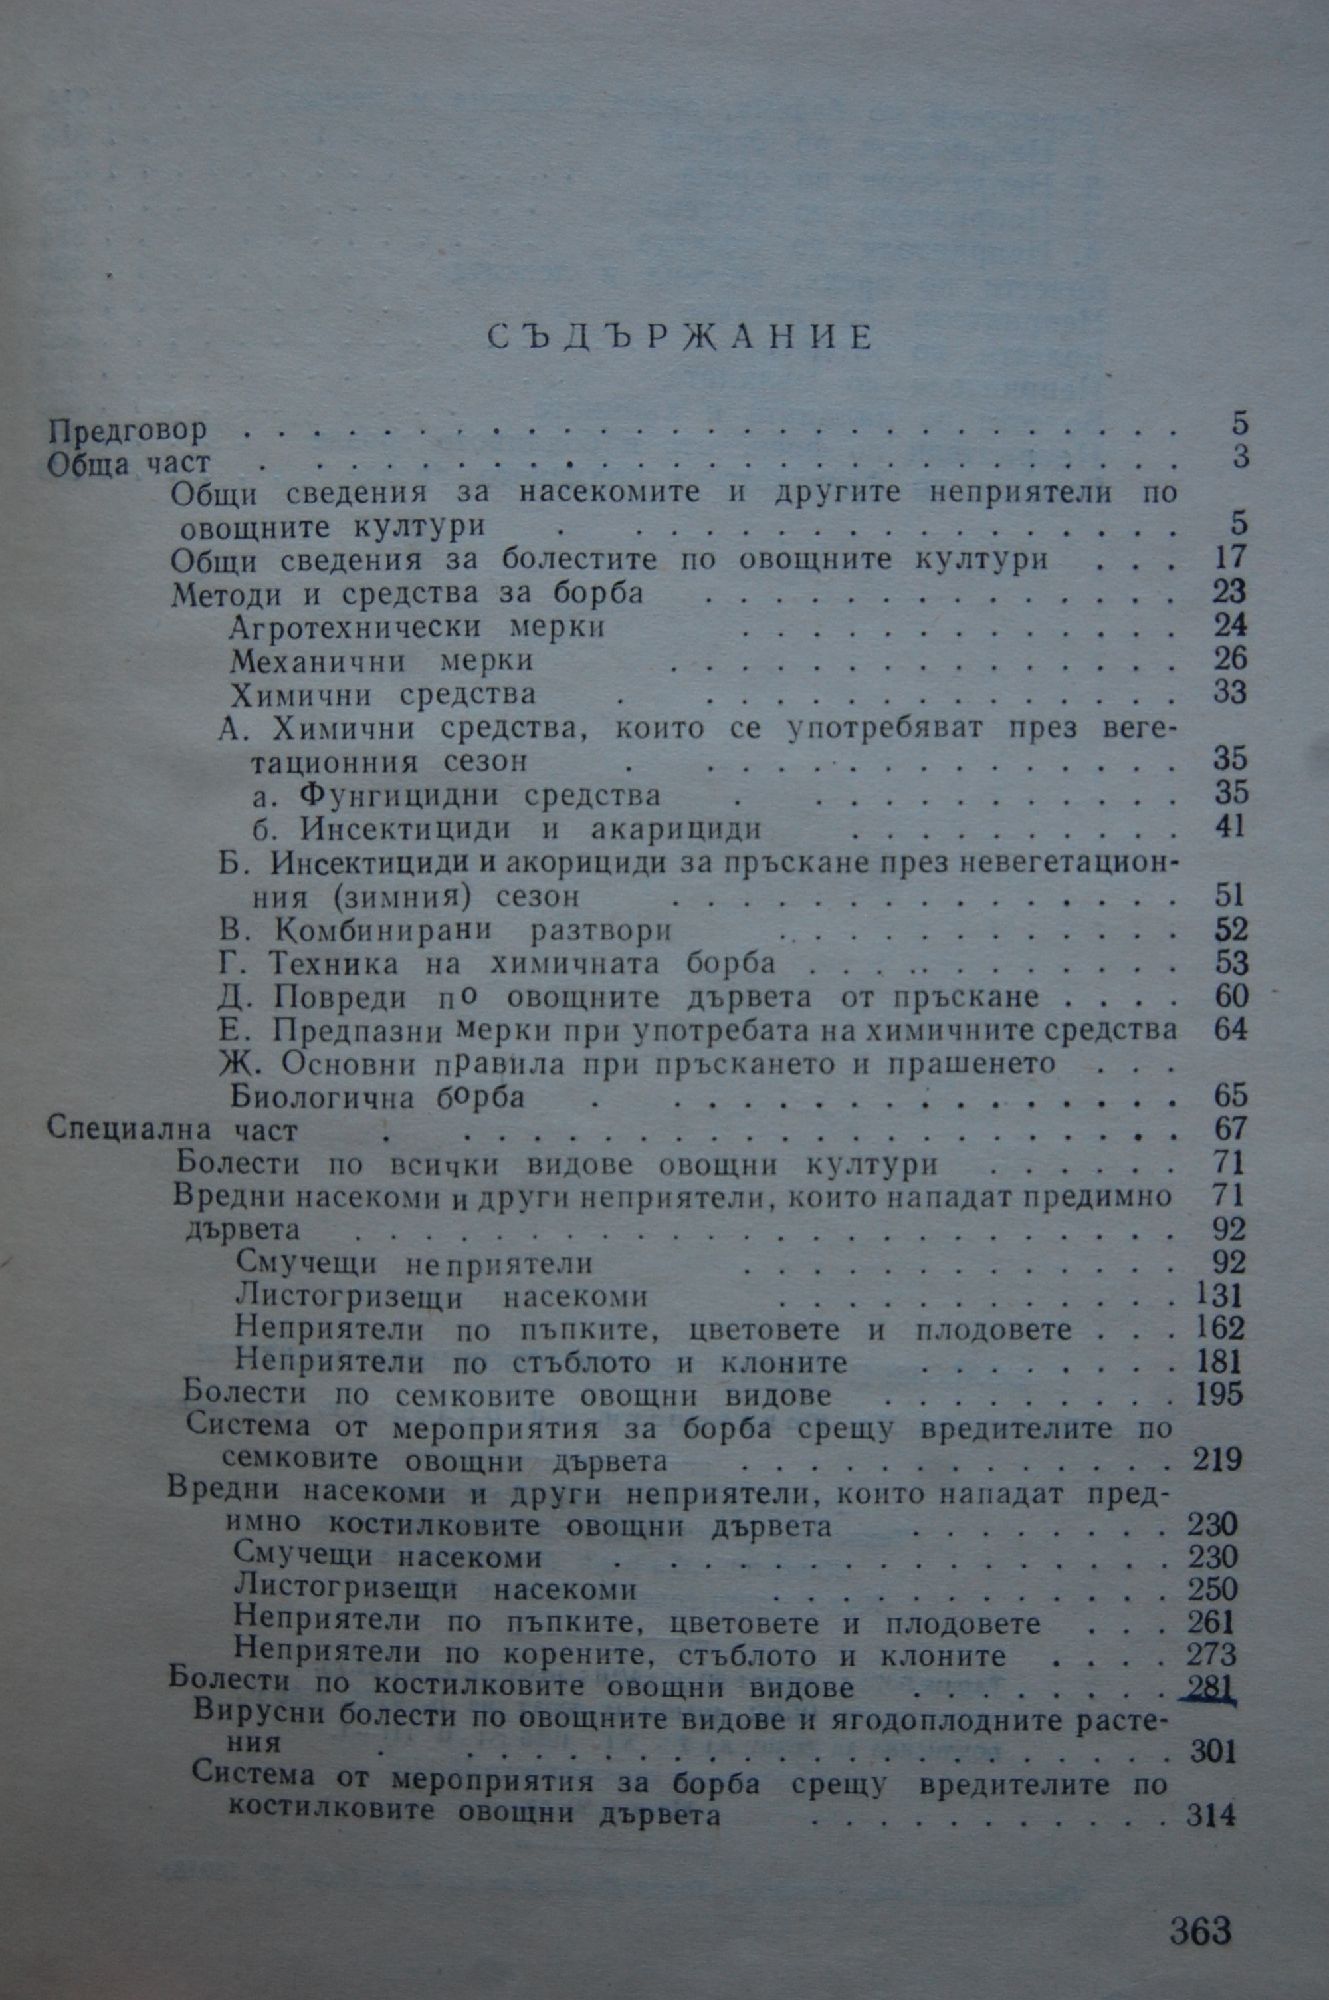 СЪДЪРЖАНИЕ
Предговор . . . . . . . . . . . . . . . . . . . . . . . . . . . 5
Обща част . . . . . . . . . . . . . . . . . . . . . . . . . . . 3
Общи сведения за насекомите и другите неприятели по
овощните култури . . . . . . . . . . . . . . . . . 5
Общи сведения за болестите по овощните култури . . . 17
Методи и средства за борба . . . . . . . . . . . . . . 23
Агротехнически мерки . . . . . . . . . . . . . 24
Механични мерки . . . . . . . . . . . . . . . 26
Химични средства . . . . . . . . . . . . . . . 33
А. Химични средства, които се употребяват през веге-
тационния сезон . . . . . . . . . . . . . . . 35
а. Фунгицидни средства . . . . . . . . . . . . 35
б. Инсектициди и акарициди . . . . . . . . . . 41
Б. Инсектициди и акорициди за пръскане през невегетацион-
ния (зимния) сезон . . . . . . . . . . . . . . . 51
В. Комбинирани разтвори . . . . . . . . . . . . 52
Г. Техника на химичната борба . . . . . . . . . . . 53
Д. Повреди по овощните дървета от пръскане . . . . 60
Е. Предпазни мерки при употребата на химичните средства 64
Ж. Основни правила при пръскането и прашенето . . .
Биологична борба . . . . . . . . . . . . . . . . 65
Специална част . . . . . . . . . . . . . . . . . . . . . . 67
Болести по всички видове овощни култури . . . . . . 71
Вредни насекоми и други неприятели, които нападат предимно 71
дървета . . . . . . . . . . . . . . . . . . . . . . . . 92
Смучещи неприятели . . . . . . . . . . . . . 92
Листогризещи насекоми . . . . . . . . . . . . 131
Неприятели по пъпките, цветовете и плодовете . . . 162
Неприятели по стъблото и клоните . . . . . . . . 181
Болести по семковите овощни видове . . . . . . . . . 195
Система от мероприятия за борба срещу вредителите по
семковите овощни дървета . . . . . . . . . . . . . 219
Вредни насекоми и други неприятели, които нападат пред-
имно костилковите овощни дървета . . . . . . . . 230
Смучещи насекоми . . . . . . . . . . . . . . . . 230
Листогризещи насекоми . . . . . . . . . . . . 250
Неприятели по пъпките, цветовете и плодовете . . . 261
Неприятели по корените, стъблото и клоните . . . . 273
Болести по костилковите овощни видове . . . . . . . . 281
Вирусни болести по овощните видове и ягодоплодните расте-
ния . . . . . . . . . . . . . . . . . . . . . . 301
Система от мероприятия за борба срещу вредителите по
костилковите овощни дървета . . . . . . . . . . . 314
363